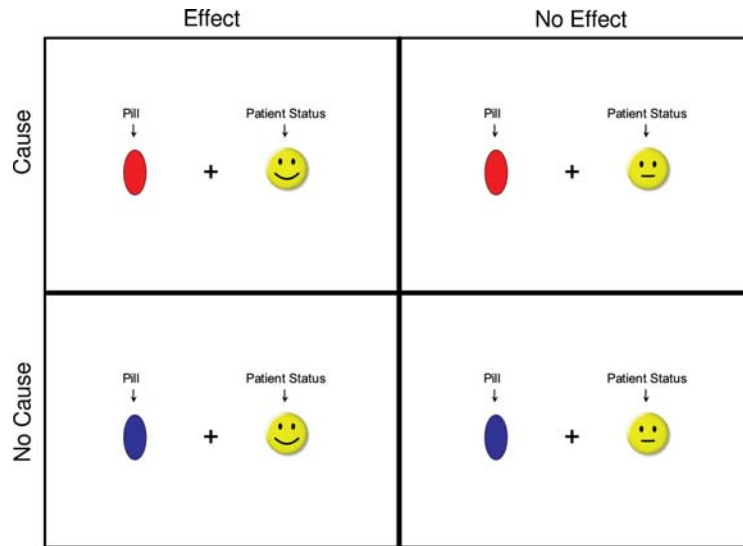 Effect No Effect
Cause
Pill Patient Status Pill Patient Status
No Cause
Pill Patient Status Pill Patient Status